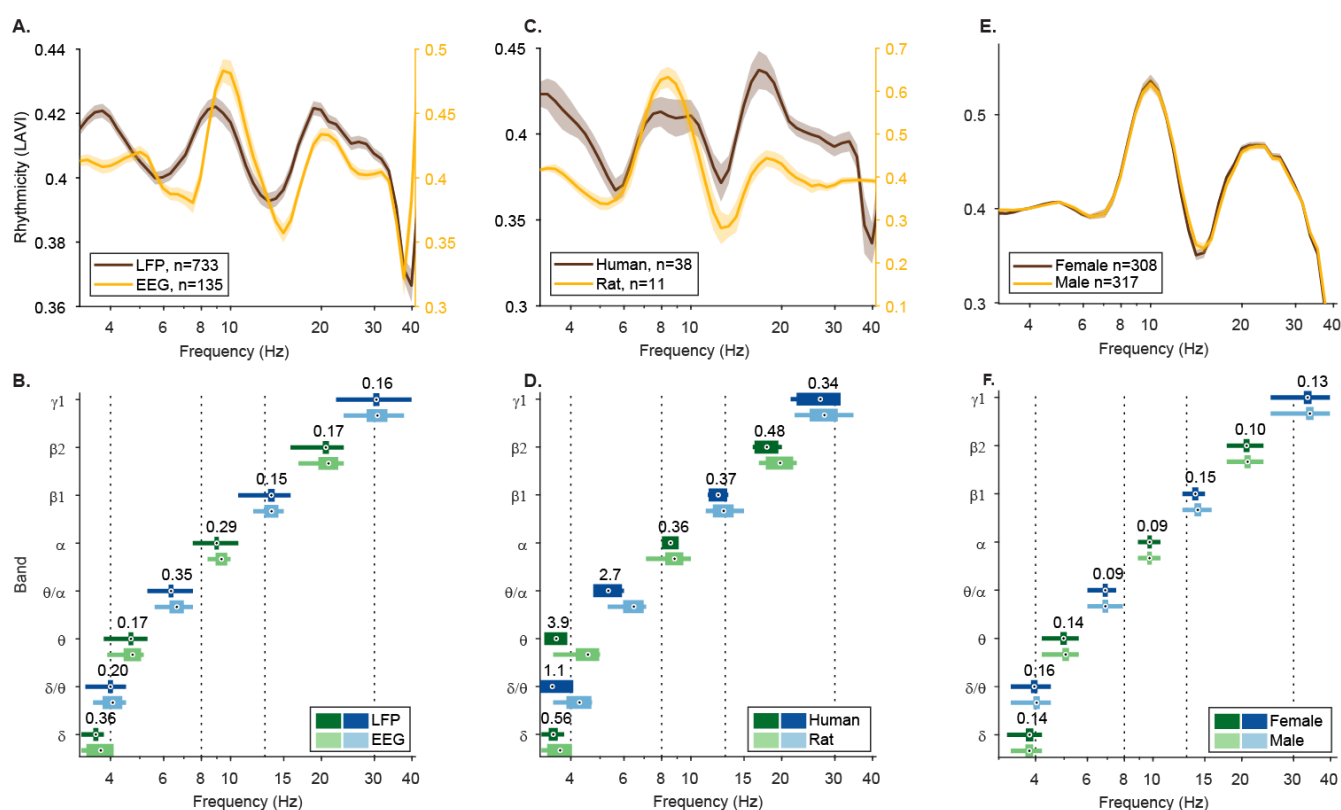 A.
0.44
0.42
0.4
0.38
0.36
0.5
0.45
0.4
0.35
0.3
Rhythmicity (LAVI)
LFP, n=733
EEG, n=135
4 6 8 10 20 30 40
Frequency (Hz)
C.
0.45
0.4
0.35
0.3
0.7
0.6
0.5
0.4
0.3
0.2
0.1
Human, n=38
Rat, n=11
4 6 8 10 20 30 40
Frequency (Hz)
E.
0.5
0.4
0.3
Female n=308
Male n=317
4 6 8 10 20 30 40
Frequency (Hz)
B.
Band
γ1
β2
β1
α
θ/α
θ
δ/θ
δ
0.16
0.17
0.15
0.29
0.35
0.17
0.20
0.36
LFP
EEG
4 6 8 10 15 20 30 40
Frequency (Hz)
D.
0.34
0.48
0.37
0.36
2.7
3.9
1.1
0.56
Human
Rat
4 6 8 10 15 20 30 40
Frequency (Hz)
F.
γ1
β2
β1
α
θ/α
θ
δ/θ
δ
0.13
0.10
0.15
0.09
0.09
0.14
0.16
0.14
Female
Male
4 6 8 10 15 20 30 40
Frequency (Hz)